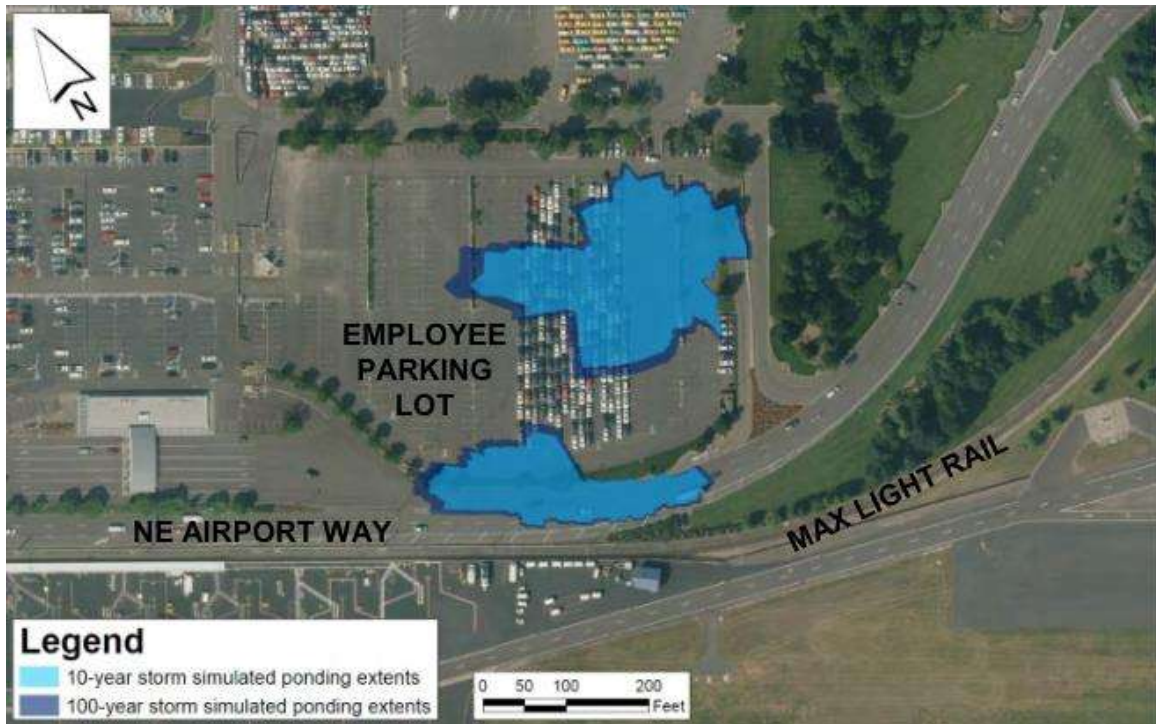 N
EMPLOYEE
PARKING
LOT
NE AIRPORT WAY
MAX LIGHT RAIL
Legend
10-year storm simulated ponding extents
100-year storm simulated ponding extents
0 50 100 200
Feet